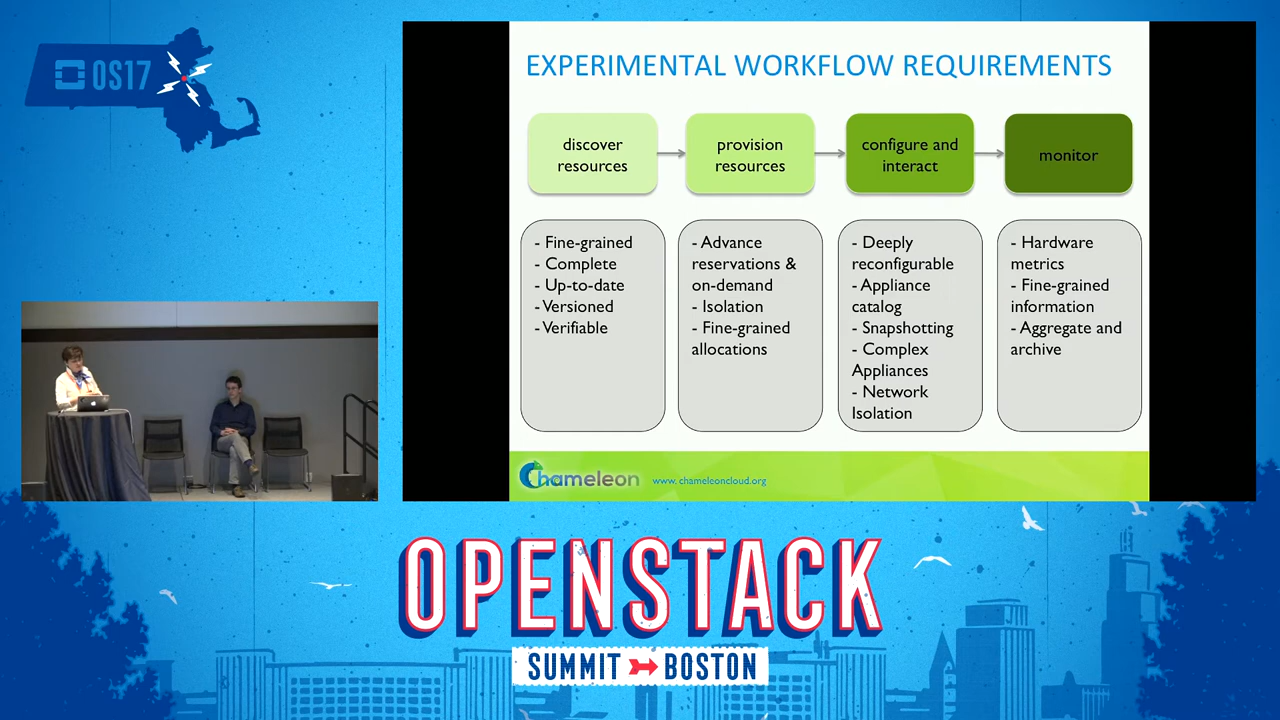 OS17
EXPERIMENTAL WORKFLOW REQUIREMENTS
discover
resources
provision
resources
configure and
interact
monitor
- Fine-grained
- Complete
- Up-to-date
- Versioned
- Verifiable
- Advance
reservations &
on-demand
- Isolation
- Fine-grained
allocations
- Deeply
reconfigurable
- Appliance
catalog
- Snapshotting
- Complex
Appliances
- Network
Isolation
- Hardware
metrics
- Fine-grained
information
- Aggregate and
archive
Chameleon
www. chameleoncloud.org
OPENSTACK
SUMMIT BOSTON